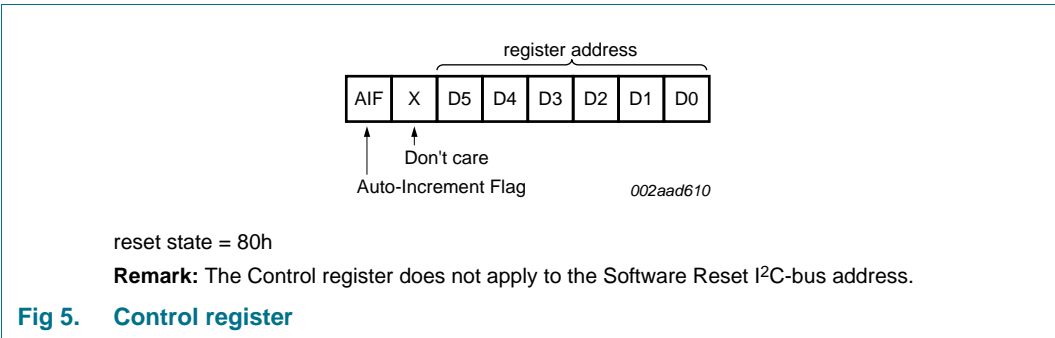 register address
AIF X D5 D4 D3 D2 D1 D0
Don't care
Auto-Increment Flag 002aad610
reset state = 80h
Remark: The Control register does not apply to the Software Reset I²C-bus address.
Fig 5. Control register